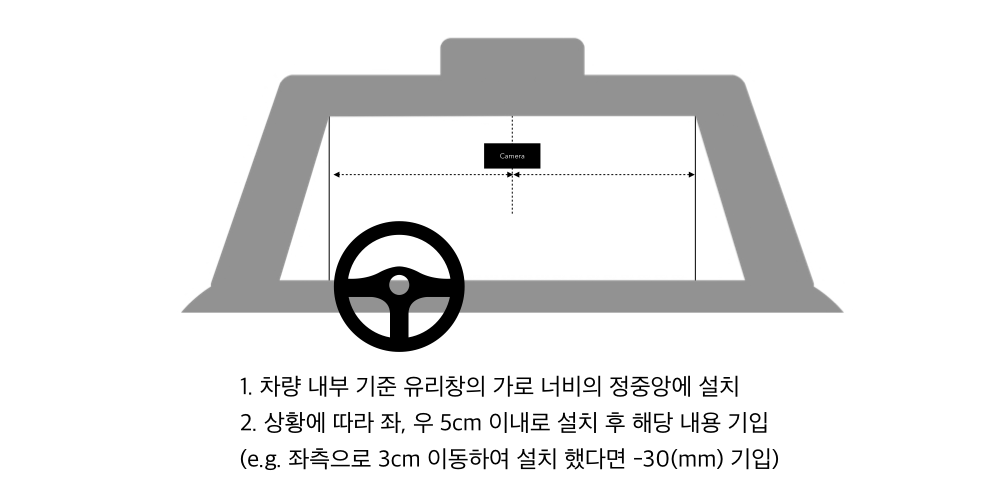 Camera
1. 차량 내부 기준 유리창의 가로 너비의 정중앙에 설치
2. 상황에 따라 좌, 우 5cm 이내로 설치 후 해당 내용 기입
(e.g. 좌측으로 3cm 이동하여 설치 했다면 -30(mm) 기입)